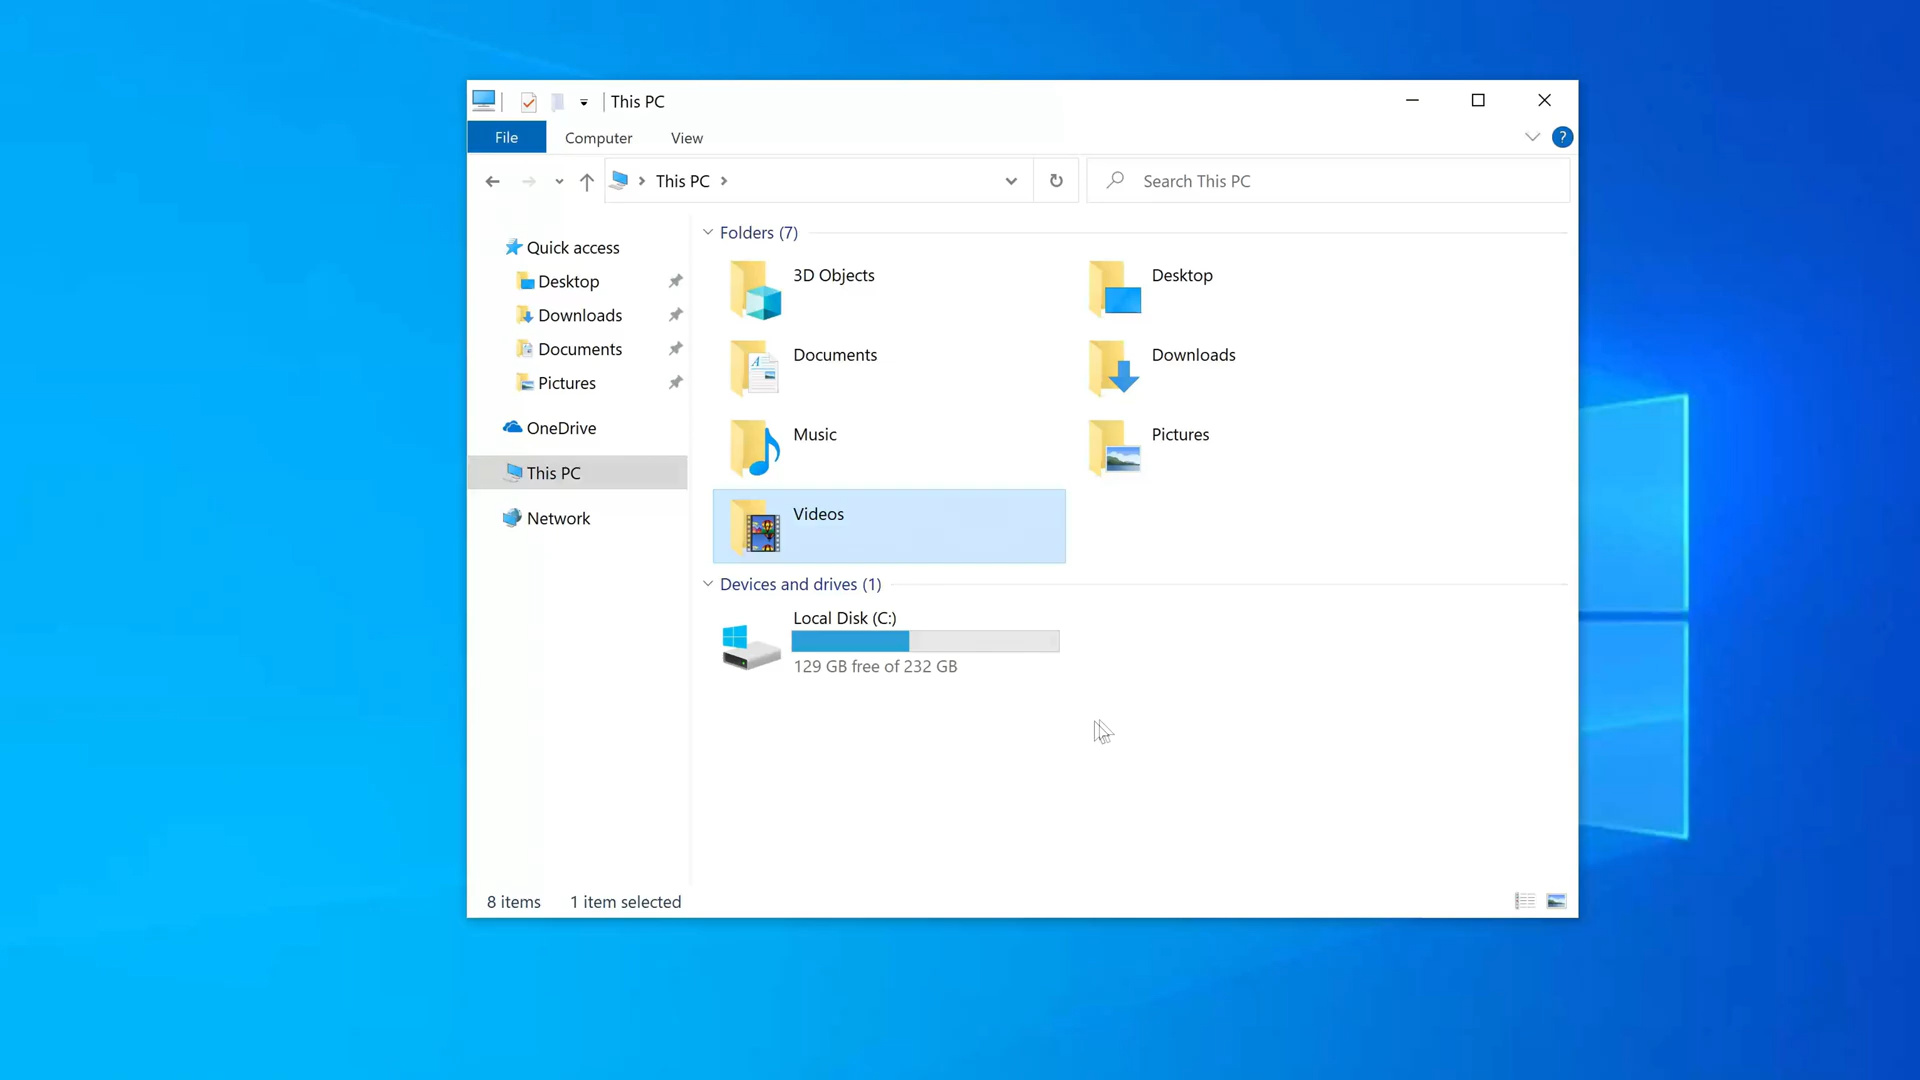 This PC
File Computer View ?
This PC
Search This PC
Quick access
Desktop
Downloads
Documents
Pictures
OneDrive
This PC
Network
Folders (7)
3D Objects
Desktop
Documents
Downloads
Music
Pictures
Videos
Devices and drives (1)
Local Disk (C:)
129 GB free of 232 GB
8 items 1 item selected